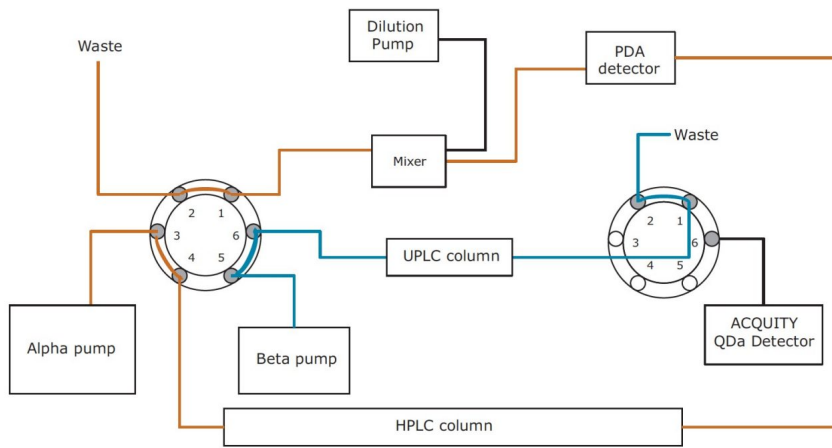 Dilution
Pump
Waste
PDA
detector
Mixer
Waste
2 1
3 6
4 5
2 1
3 6
4 5
UPLC column
Alpha pump
Beta pump
ACQUITY
QDa Detector
HPLC column